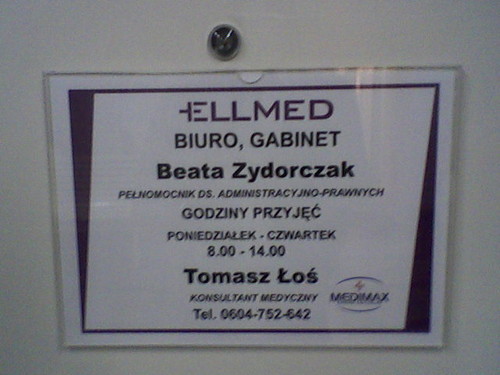 HELLMED
BIURO, GABINET
Beata Zydorczak
PEŁNOMOCNIK DS. ADMINISTRACYJNO-PRAWNYCH
GODZINY PRZYJĘĆ
PONIEDZIAŁEK - CZWARTEK
8.00 - 14.00
Tomasz Łoś
KONSULTANT MEDYCZNY
MEDIMAX
Tel. 0604-752-642